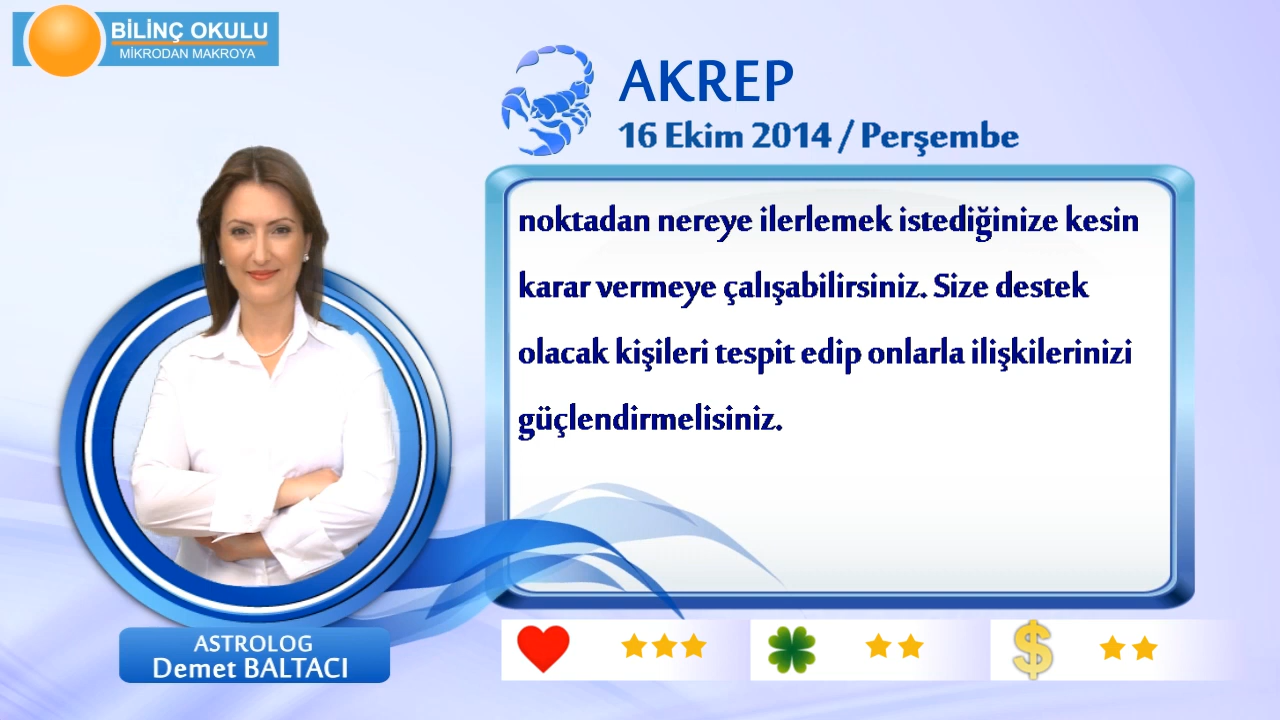 BİLİNÇ OKULU
MİKRODAN MAKROYA
AKREP
16 Ekim 2014 / Perşembe
noktadan nereye ilerlemek istediğinize kesin
karar vermeye çalışabilirsiniz. Size destek
olacak kişileri tespit edip onlarla ilişkilerinizi
güçlendirmelisiniz.
ASTROLOG
Demet BALTACI
$